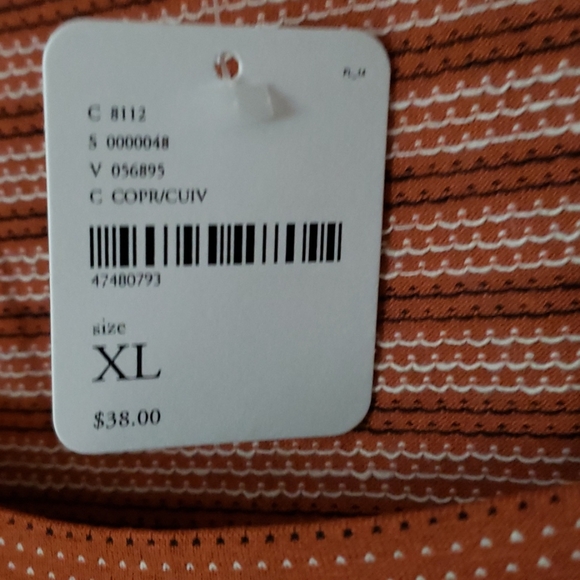 C 8112
S 0000048
V 056895
C COPR/CUIV
47480793
size
XL
$38.00